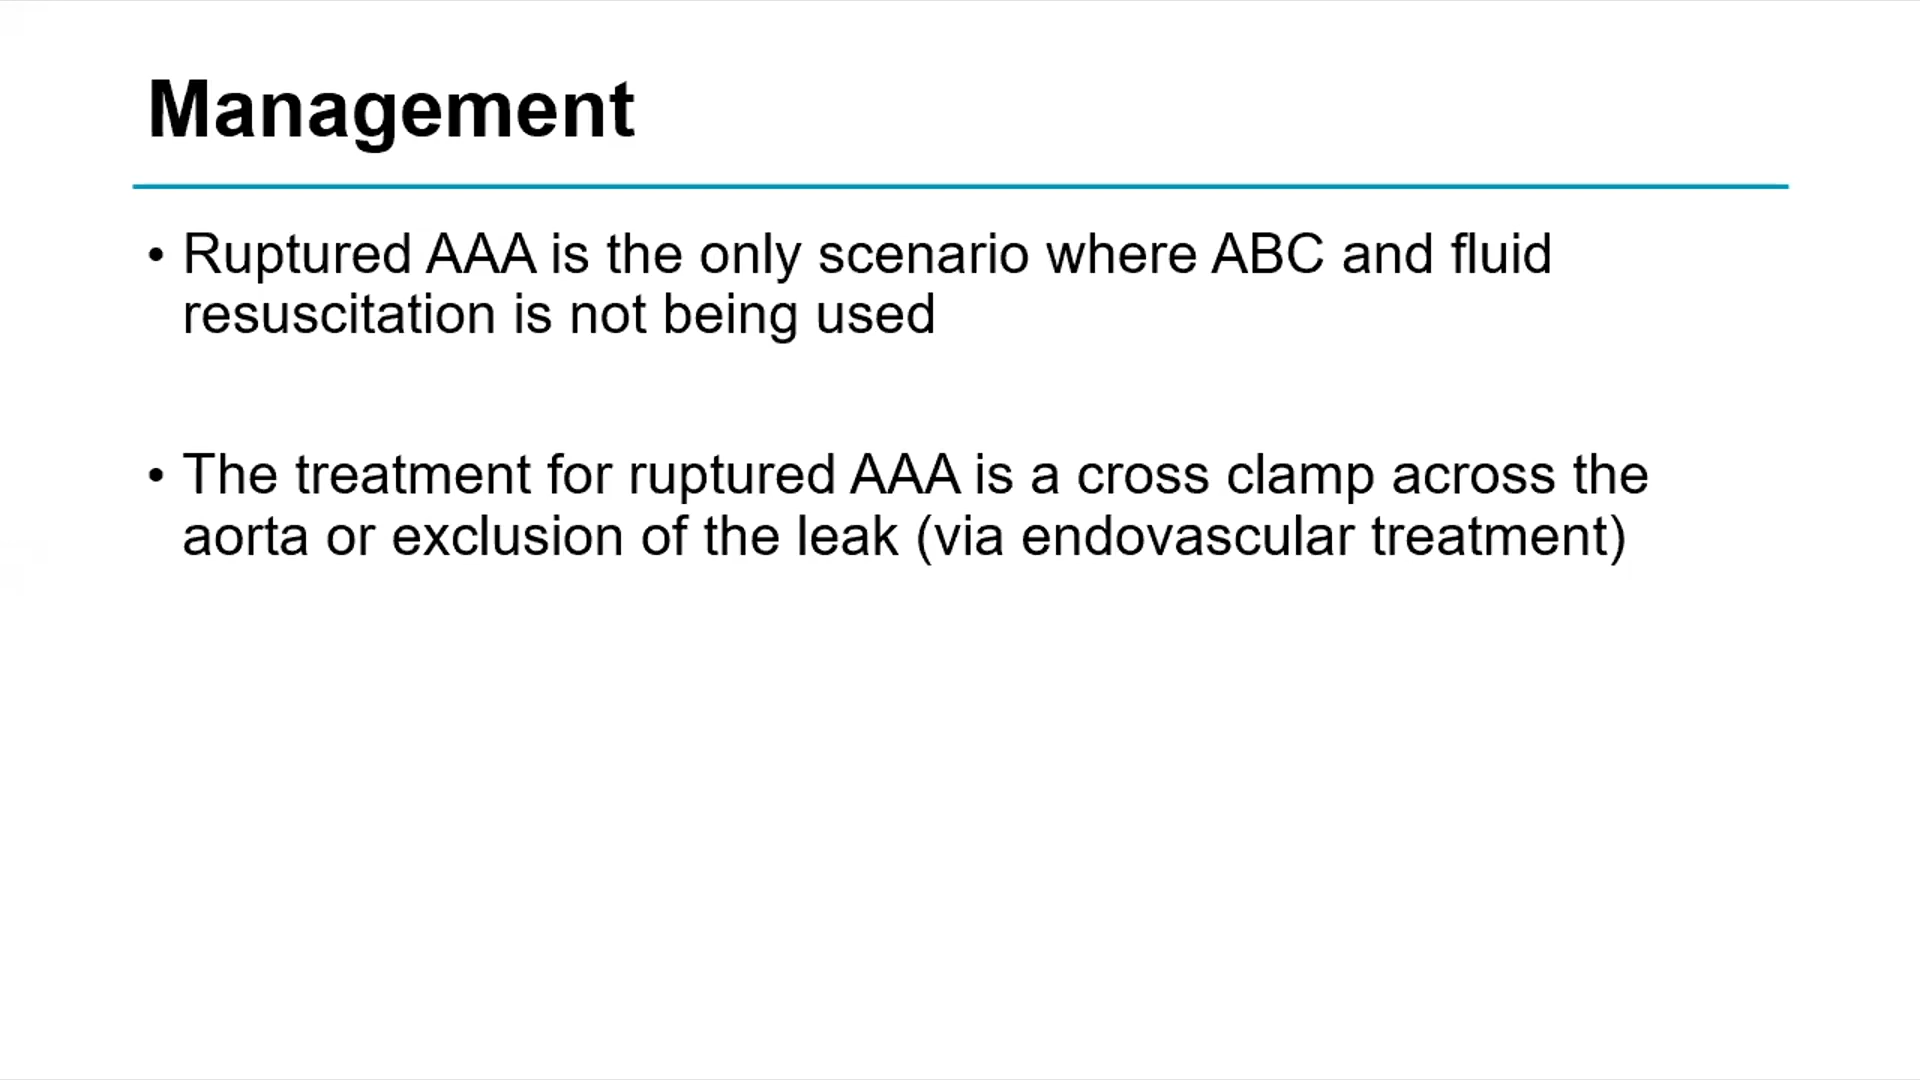 Management
• Ruptured AAA is the only scenario where ABC and fluid
resuscitation is not being used
• The treatment for ruptured AAA is a cross clamp across the
aorta or exclusion of the leak (via endovascular treatment)